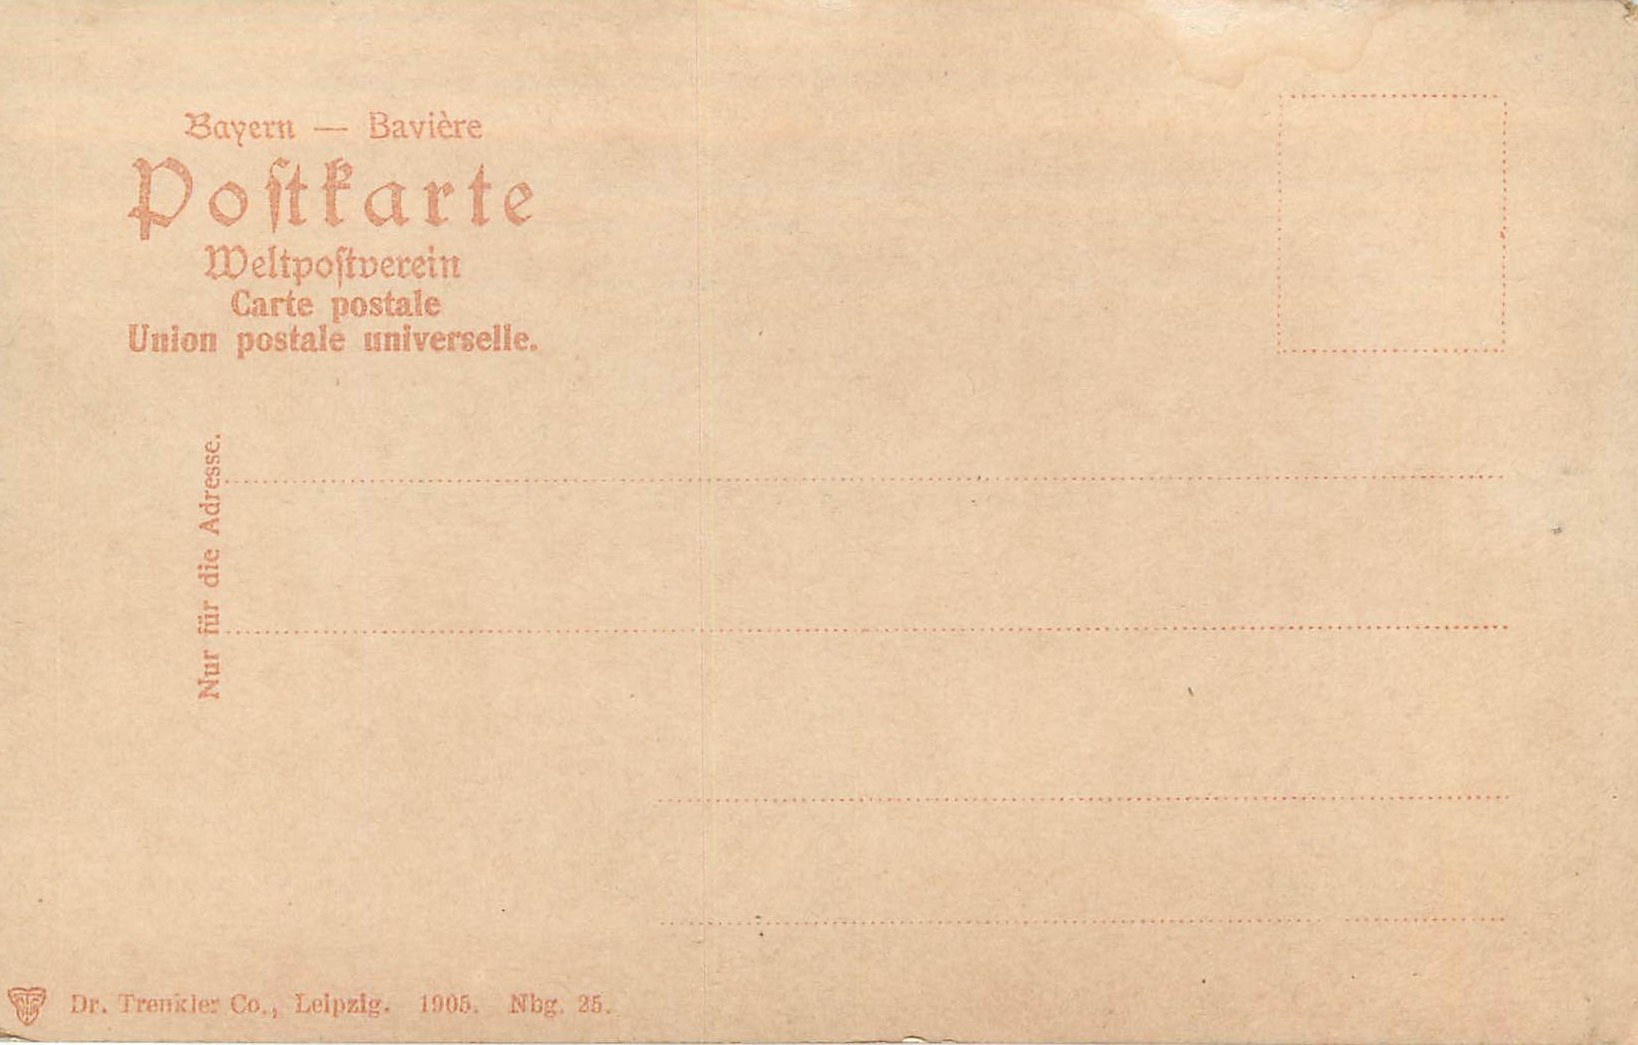 Bayern — Bavière
Poſtkarte
Weltpoſtverein
Carte postale
Union postale universelle.
Nur für die Adresse.
Dr. Trenkler Co., Leipzig. 1905. Nbg. 25.